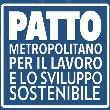 PATTO
METROPOLITANO
PER IL LAVORO
E LO SVILUPPO
SOSTENIBILE